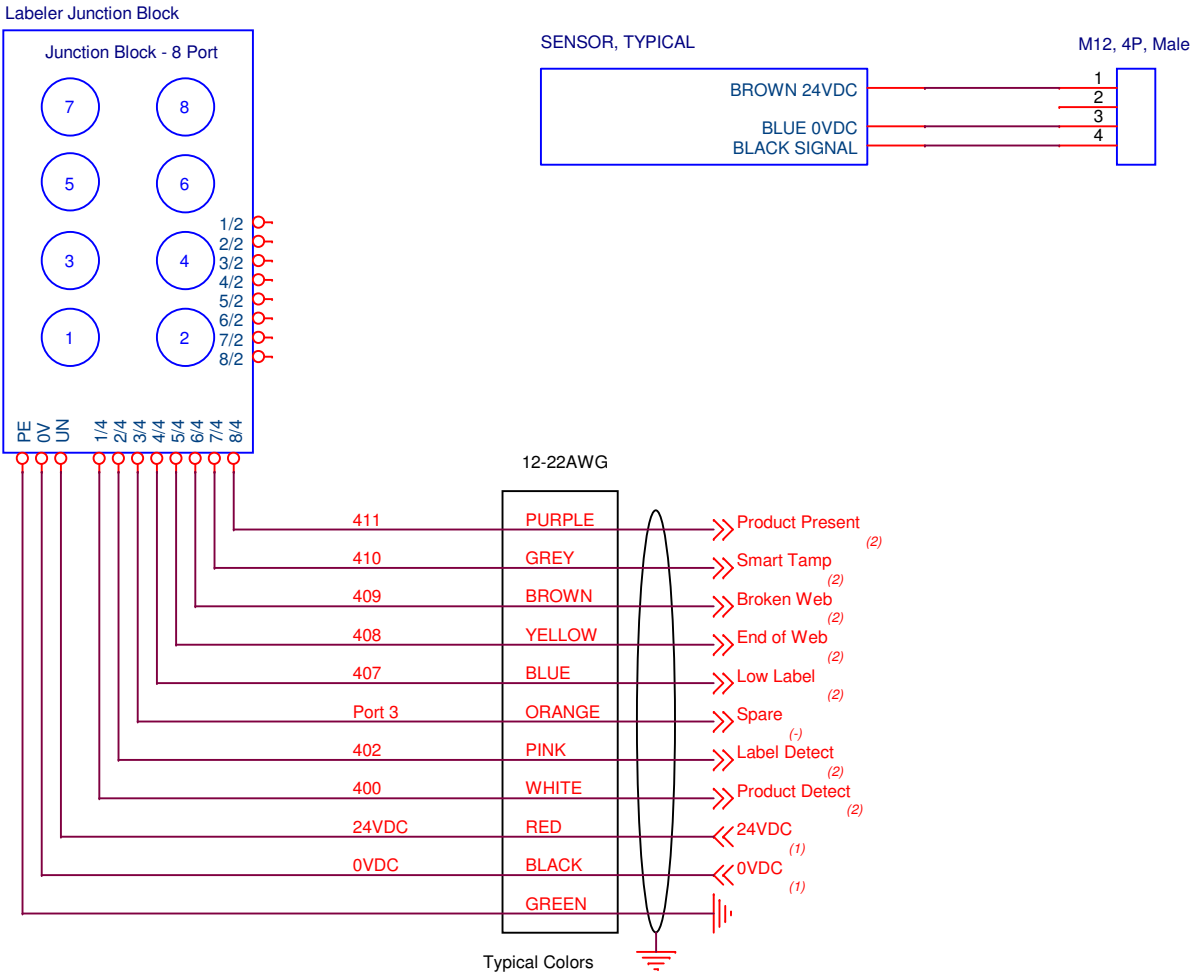 Labeler Junction Block
Junction Block - 8 Port
7 8
5 6
3 4
1 2
1/2
2/2
3/2
4/2
5/2
6/2
7/2
8/2
PE 0V UN 1/4 2/4 3/4 4/4 5/4 6/4 7/4 8/4
SENSOR, TYPICAL
BROWN 24VDC
BLUE 0VDC
BLACK SIGNAL
M12, 4P, Male
1
2
3
4
12-22AWG
411 PURPLE Product Present
(2)
410 GREY Smart Tamp
(2)
409 BROWN Broken Web
(2)
408 YELLOW End of Web
(2)
407 BLUE Low Label
(2)
Port 3 ORANGE Spare
(-)
402 PINK Label Detect
(2)
400 WHITE Product Detect
(2)
24VDC RED 24VDC
(1)
0VDC BLACK 0VDC
(1)
GREEN
Typical Colors